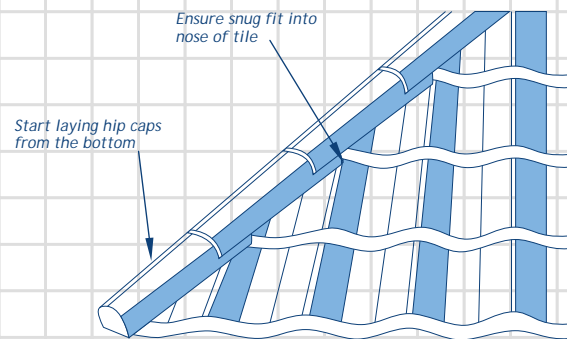 Ensure snug fit into
nose of tile
Start laying hip caps
from the bottom